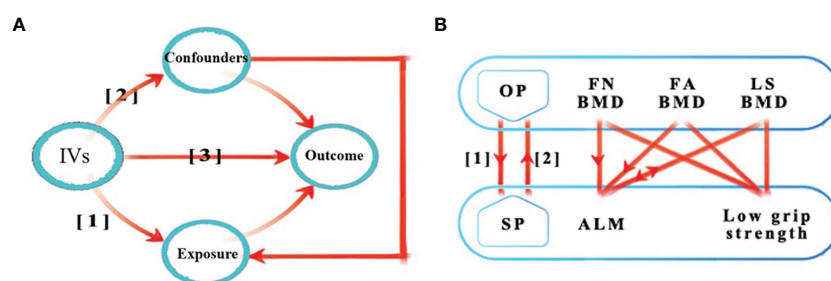 A
Confounders
[2]
IVs
[3]
Outcome
[1]
Exposure
B
OP
FN
BMD
FA
BMD
LS
BMD
[1]
[2]
SP
ALM
Low grip
strength